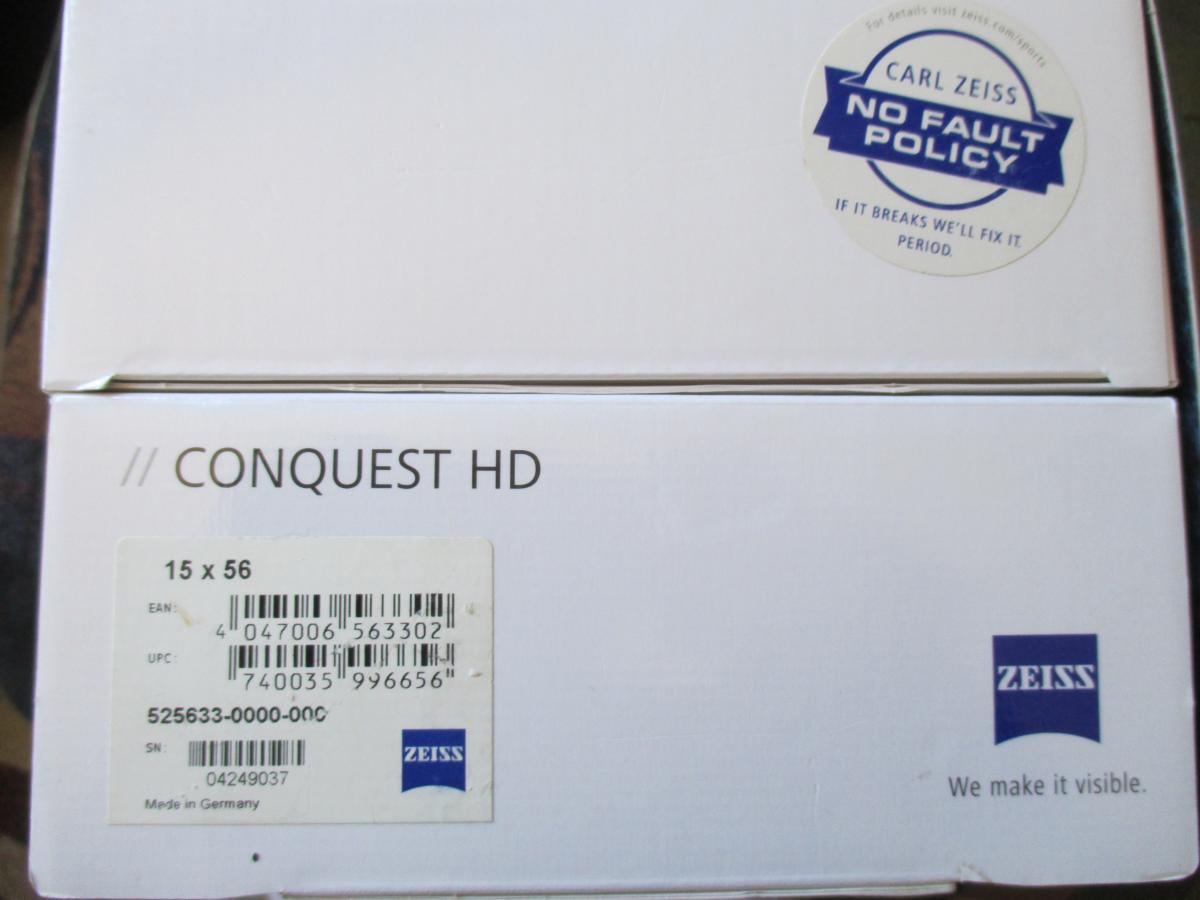 For details visit zeiss.com/sports
CARL ZEISS
NO FAULT
POLICY
IF IT BREAKS WE'LL FIX IT.
PERIOD.
// CONQUEST HD
15 x 56
EAN:
4 047006 563302
UPC:
740035 996656
525633-0000-000
SN:
04249037
Made in Germany
ZEISS
ZEISS
We make it visible.